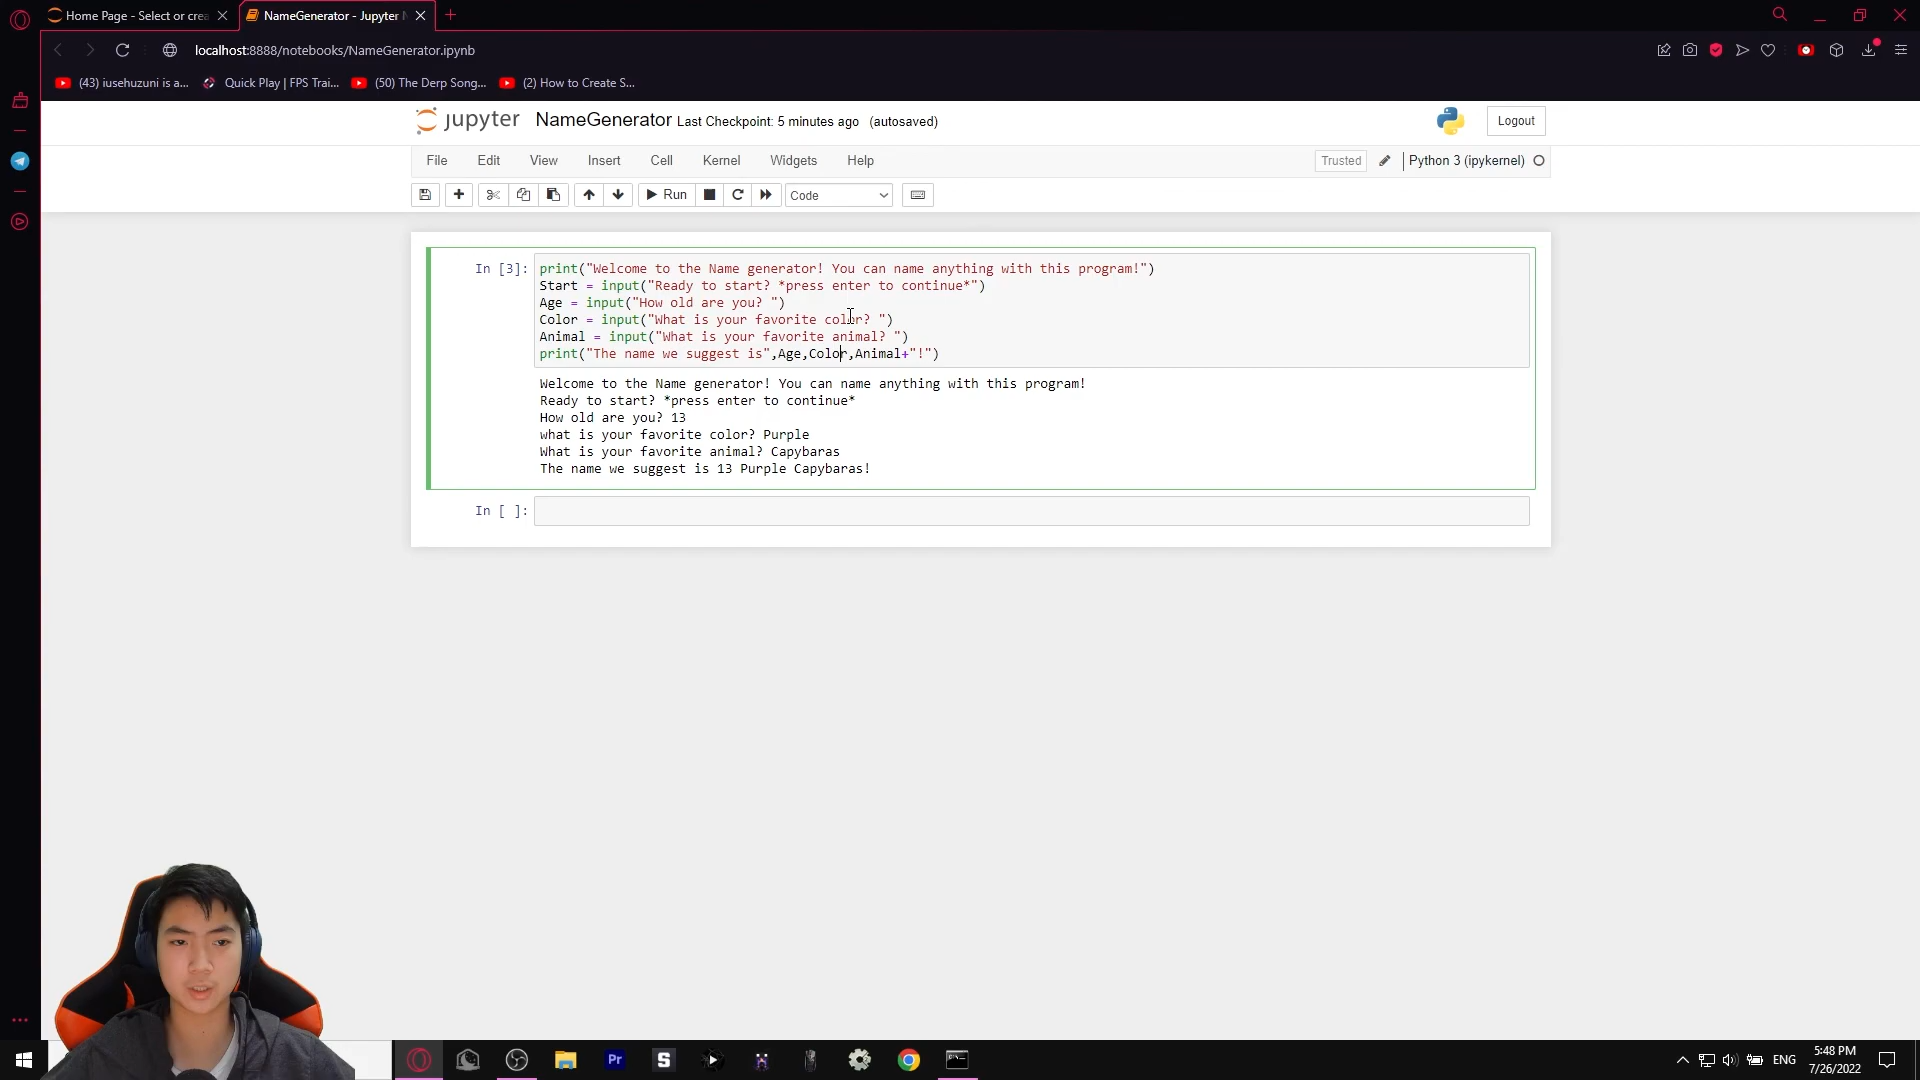 Home Page - Select or crea
NameGenerator - Jupyter N
localhost:8888/notebooks/NameGenerator.ipynb
(43) iusehuzuni is a...
Quick Play | FPS Trai...
(50) The Derp Song...
(2) How to Create S...
jupyter
NameGenerator Last Checkpoint: 5 minutes ago (autosaved)
Logout
File Edit View Insert Cell Kernel Widgets Help
Trusted
Python 3 (ipykernel)
Run
Code
In [3]:
print("Welcome to the Name generator! You can name anything with this program!")
Start = input("Ready to start? *press enter to continue*")
Age = input("How old are you? ")
Color = input("What is your favorite color? ")
Animal = input("What is your favorite animal? ")
print("The name we suggest is",Age,Color,Animal+"!")
Welcome to the Name generator! You can name anything with this program!
Ready to start? *press enter to continue*
How old are you? 13
what is your favorite color? Purple
What is your favorite animal? Capybaras
The name we suggest is 13 Purple Capybaras!
In [ ]:
Pr
S
ENG
5:48 PM
7/26/2022